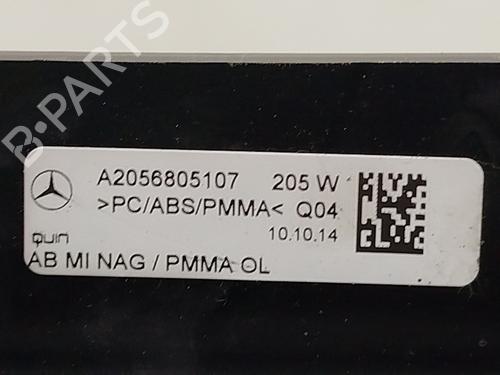 B-PARTS
A2056805107 205 W
>PC/ABS/PMMA< Q04
quin 10.10.14
AB MI NAG / PMMA OL